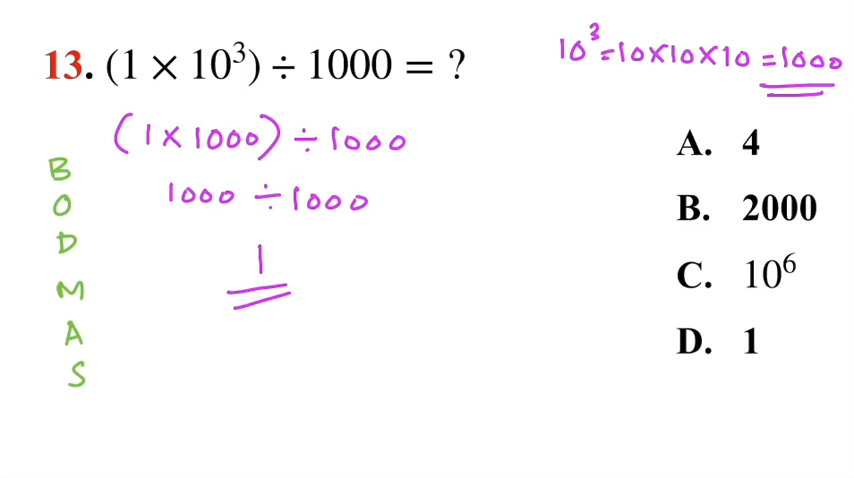 13. (1 × 10³) ÷ 1000 = ?
10³ = 10 × 10 × 10 = 1000
(1 × 1000) ÷ 1000
1000 ÷ 1000
1
B
O
D
M
A
S
A. 4
B. 2000
C. 10⁶
D. 1